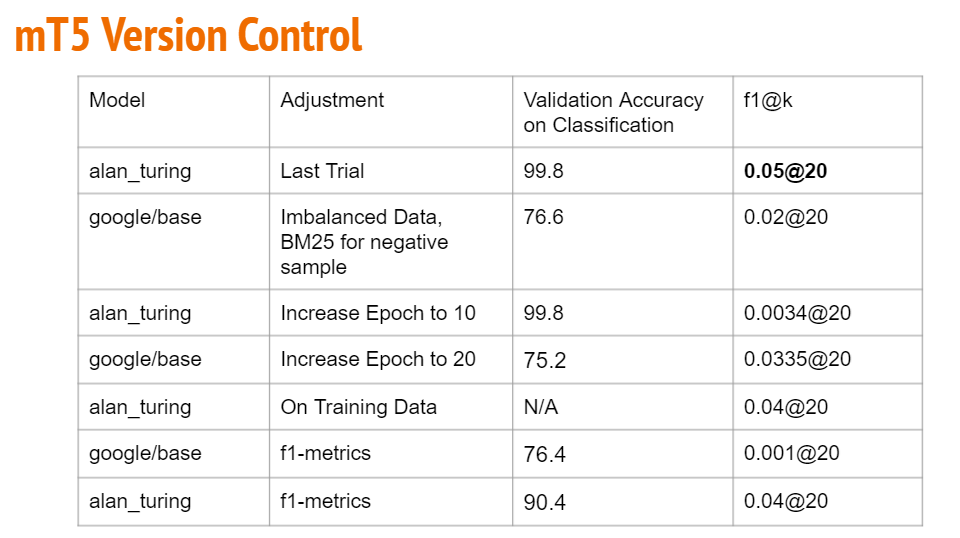 mT5 Version Control
Model Adjustment Validation Accuracy on Classification f1@k
alan_turing Last Trial 99.8 0.05@20
google/base Imbalanced Data, BM25 for negative sample 76.6 0.02@20
alan_turing Increase Epoch to 10 99.8 0.0034@20
google/base Increase Epoch to 20 75.2 0.0335@20
alan_turing On Training Data N/A 0.04@20
google/base f1-metrics 76.4 0.001@20
alan_turing f1-metrics 90.4 0.04@20